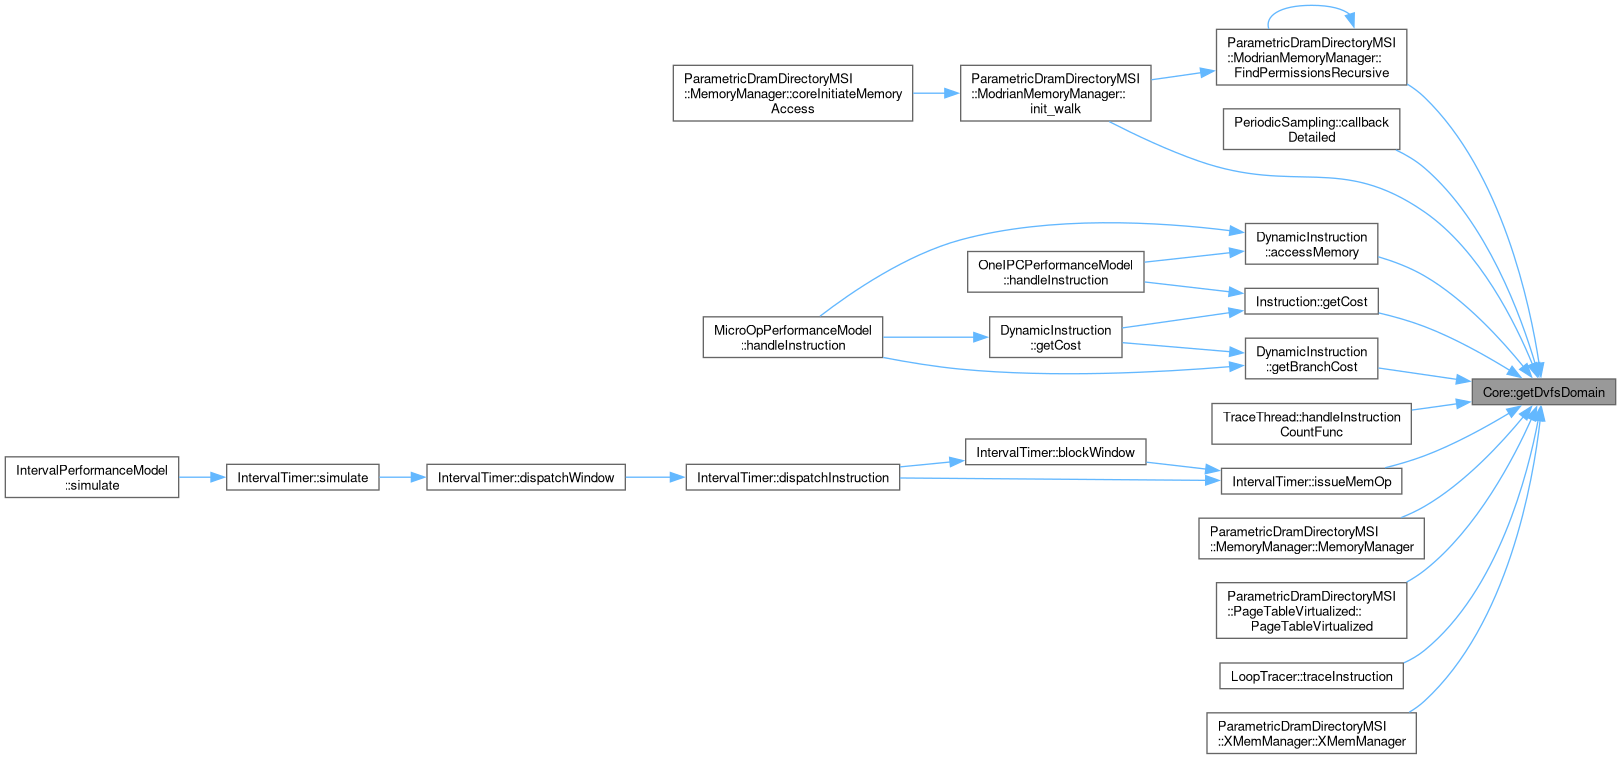 ParametricDramDirectoryMSI
::ModrianMemoryManager::
FindPermissionsRecursive
ParametricDramDirectoryMSI
::MemoryManager::coreInitiateMemory
Access
ParametricDramDirectoryMSI
::ModrianMemoryManager::
init_walk
PeriodicSampling::callback
Detailed
DynamicInstruction
::accessMemory
OneIPCPerformanceModel
::handleInstruction
Instruction::getCost
MicroOpPerformanceModel
::handleInstruction
DynamicInstruction
::getCost
DynamicInstruction
::getBranchCost
Core::getDvfsDomain
TraceThread::handleInstruction
CountFunc
IntervalPerformanceModel
::simulate
IntervalTimer::simulate
IntervalTimer::dispatchWindow
IntervalTimer::dispatchInstruction
IntervalTimer::blockWindow
IntervalTimer::issueMemOp
ParametricDramDirectoryMSI
::MemoryManager::MemoryManager
ParametricDramDirectoryMSI
::PageTableVirtualized::
PageTableVirtualized
LoopTracer::traceInstruction
ParametricDramDirectoryMSI
::XMemManager::XMemManager